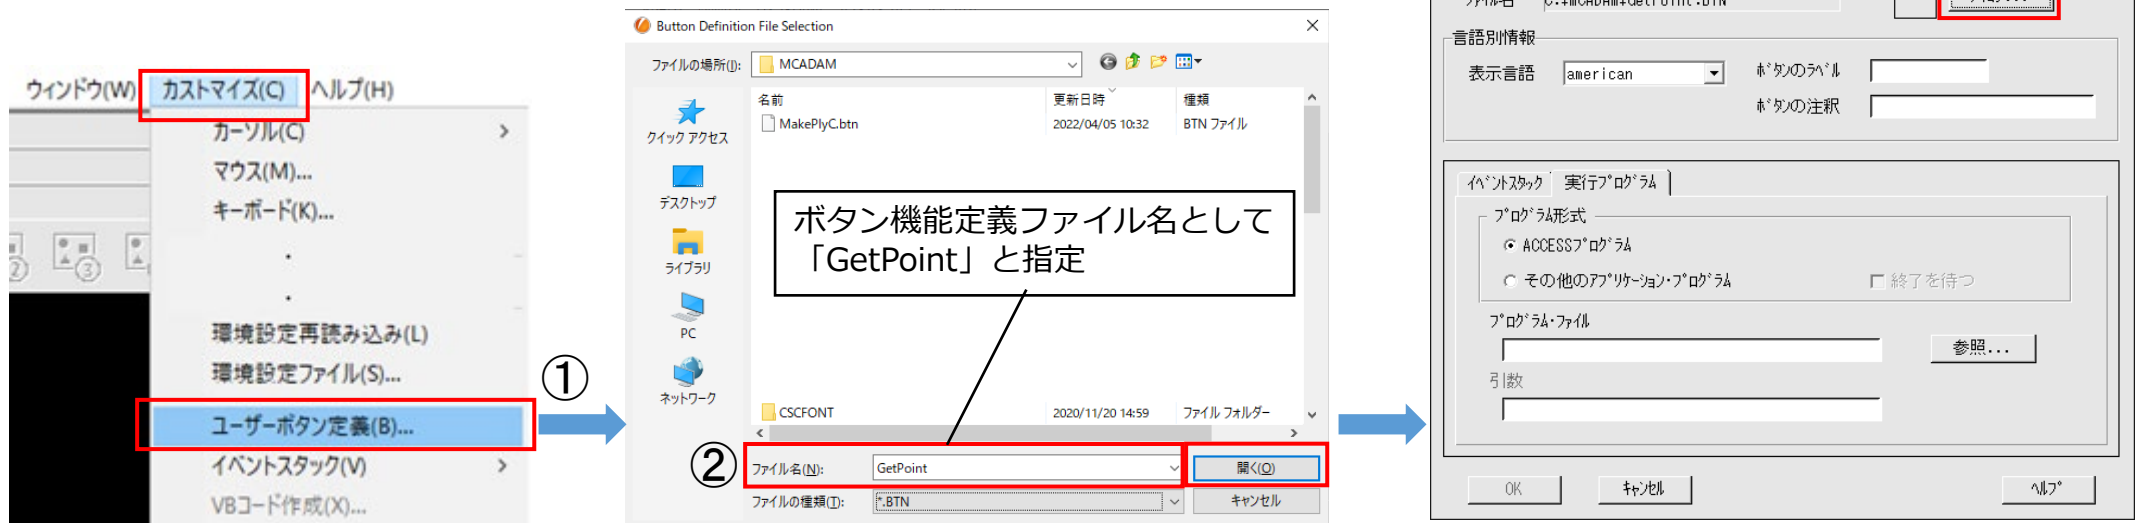 ウィンドウ(W) カスタマイズ(C) ヘルプ(H)
カーソル(C)
マウス(M)...
キーボード(K)...
環境設定再読み込み(L)
環境設定ファイル(S)...
ユーザーボタン定義(B)...
イベントスタック(V)
VBコード作成(X)...
②
③
①
Button Definition File Selection
ファイルの場所(I): MCADAM
名前 更新日時 種類
MakePlyC.btn 2022/04/05 10:32 BTN ファイル
クイック アクセス
デスクトップ
ライブラリ
PC
ネットワーク
ボタン機能定義ファイル名として
「GetPoint」と指定
CSCFONT 2020/11/20 14:59 ファイル フォルダー
②
ファイル名(N): GetPoint 開く(O)
ファイルの種類(T): *.BTN キャンセル
言語別情報
表示言語 american ﾎﾞﾀﾝのﾗﾍﾞﾙ
ﾎﾞﾀﾝの注釈
ｲﾍﾞﾝﾄｽﾀｯｸ 実行ﾌﾟﾛｸﾞﾗﾑ
ﾌﾟﾛｸﾞﾗﾑ形式
ACCESSﾌﾟﾛｸﾞﾗﾑ
その他のｱﾌﾟﾘｹｰｼｮﾝ･ﾌﾟﾛｸﾞﾗﾑ 終了を待つ
ﾌﾟﾛｸﾞﾗﾑ･ﾌｧｲﾙ
参照...
引数
OK ｷｬﾝｾﾙ ﾍﾙﾌﾟ